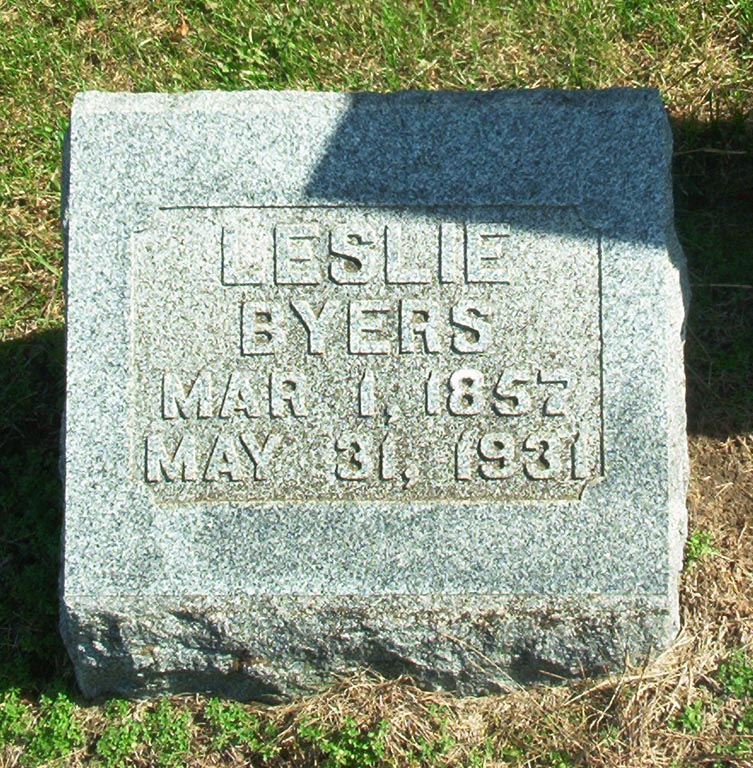 LESLIE
BYERS
MAR 1, 1857
MAY 31, 1931